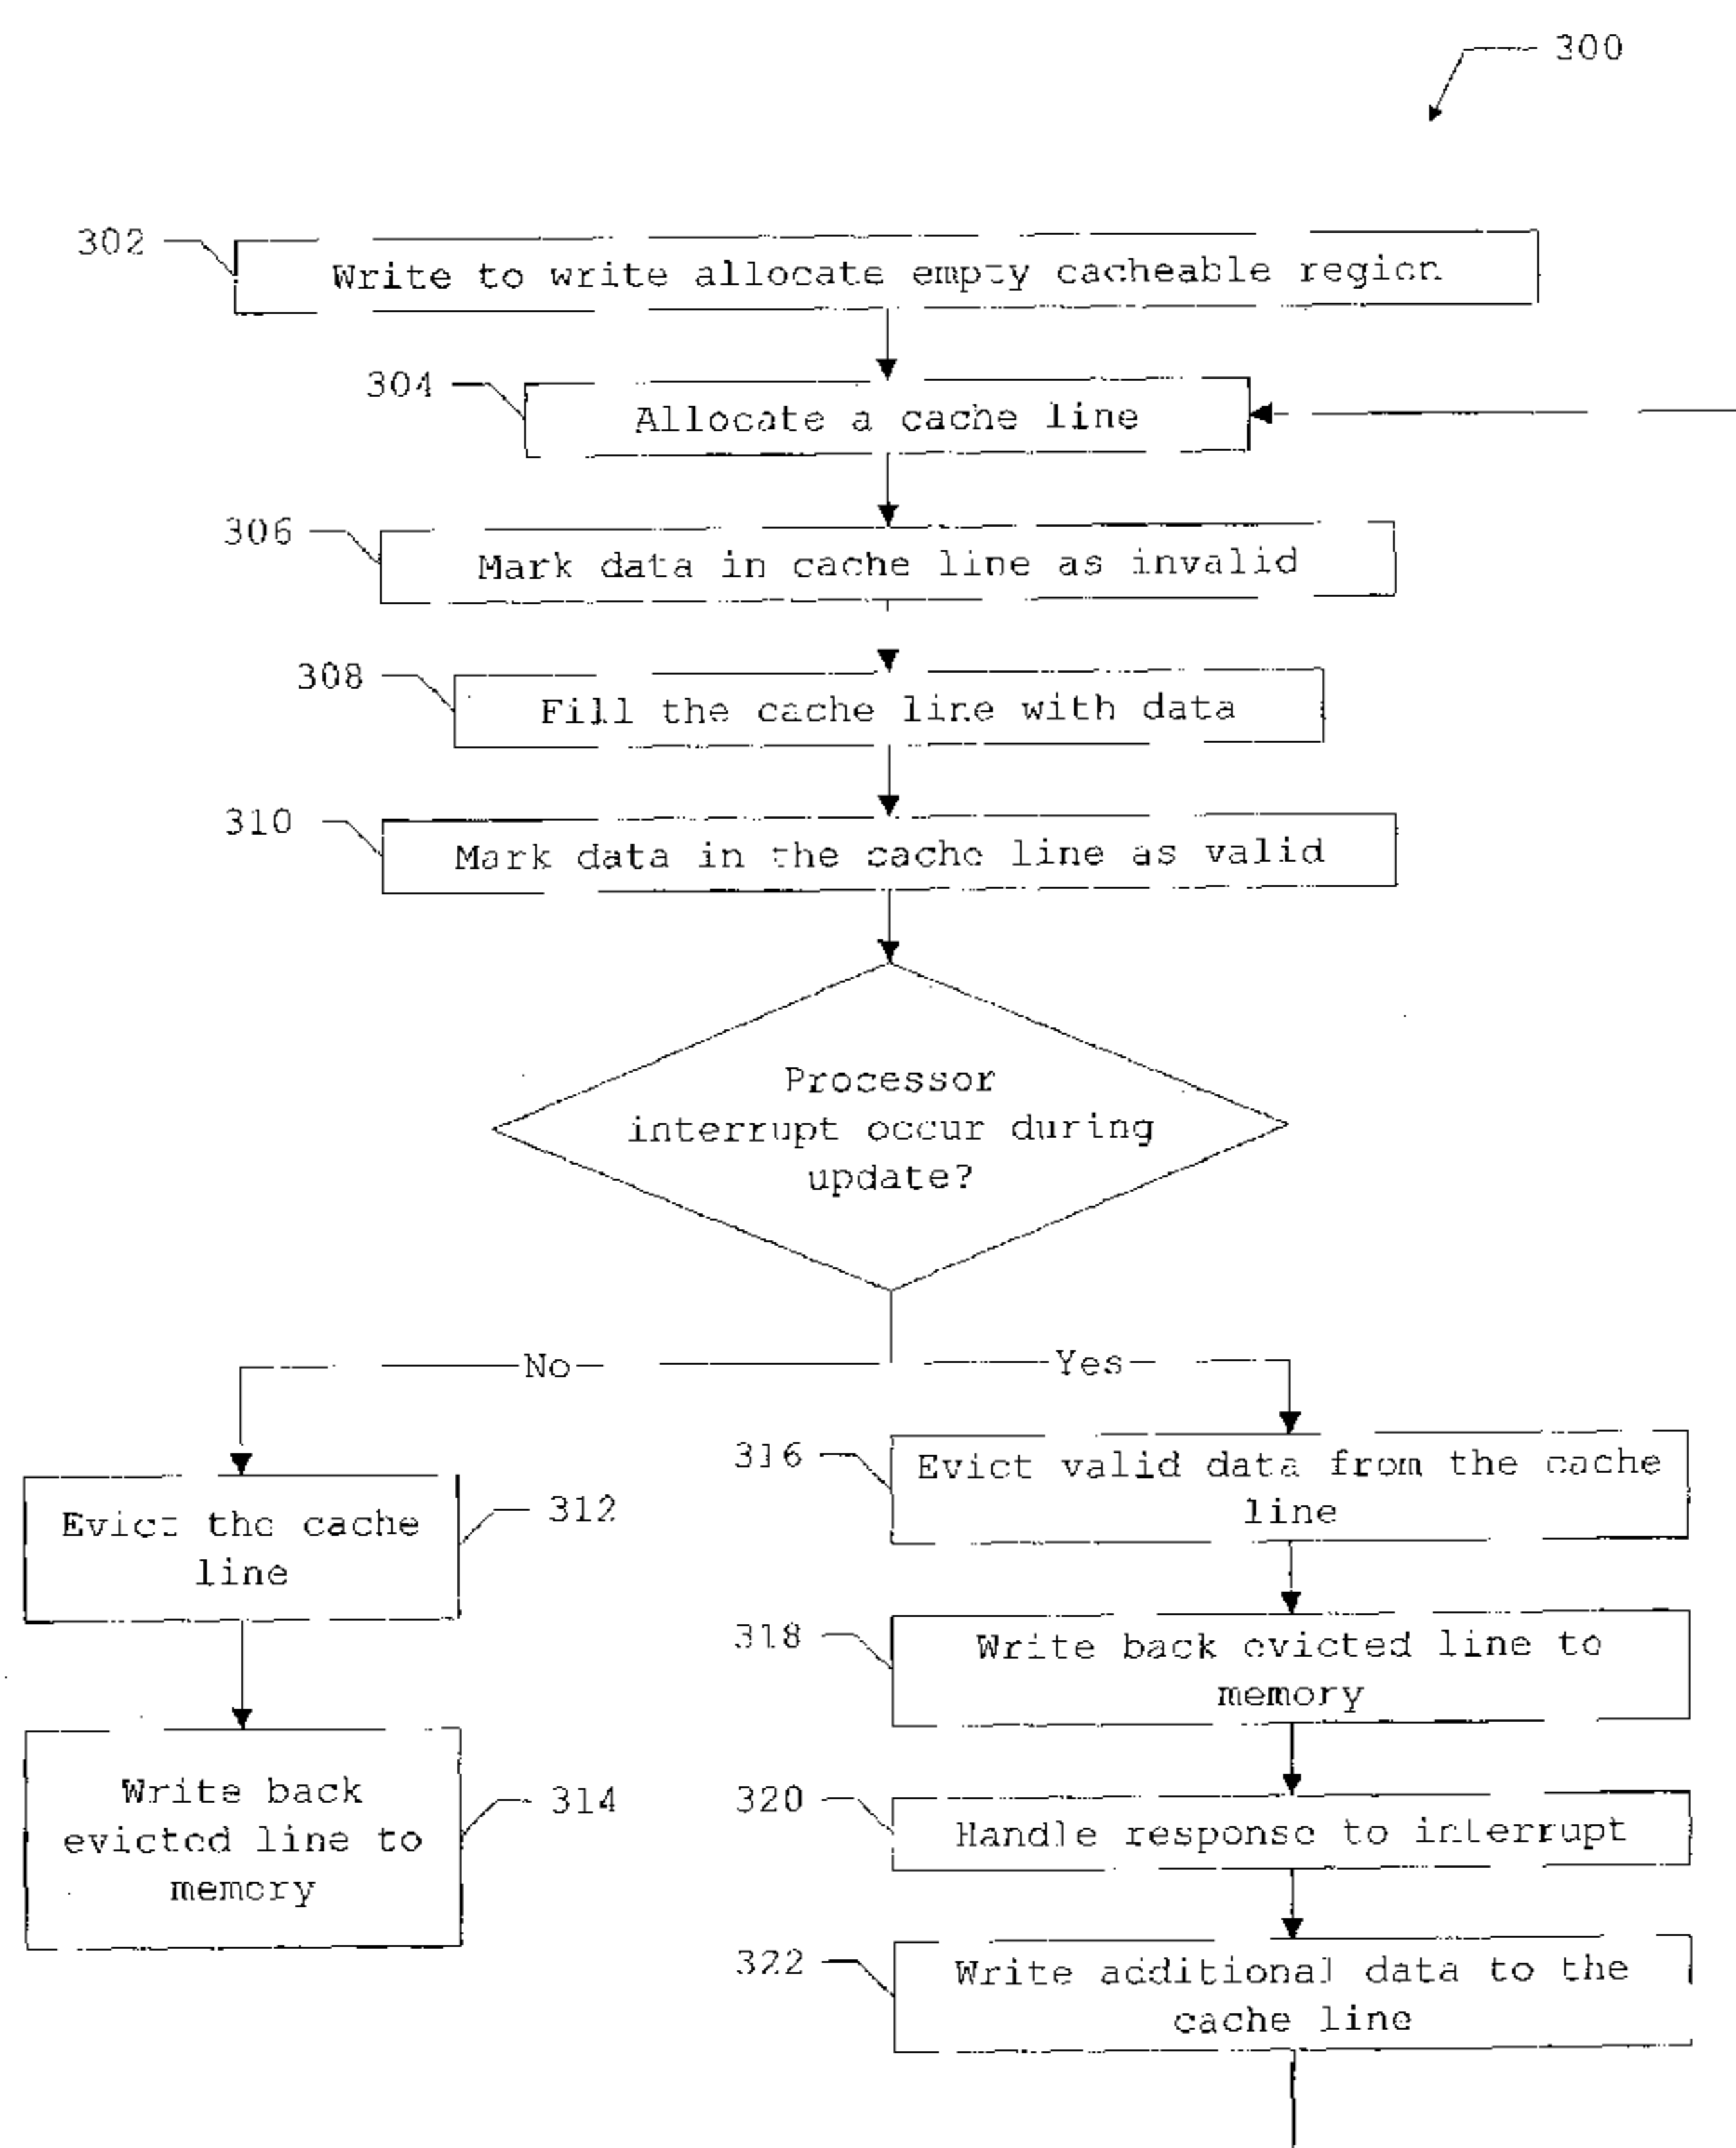 300
302
Write to write allocate empty cacheable region
304
Allocate a cache line
306
Mark data in cache line as invalid
308
Fill the cache line with data
310
Mark data in the cache line as valid
Processor
interrupt occur during
update?
No
Yes
312
Evict the cache
line
314
Write back
evicted line to
memory
316
Evict valid data from the cache
line
318
Write back evicted line to
memory
320
Handle response to interrupt
322
Write additional data to the
cache line